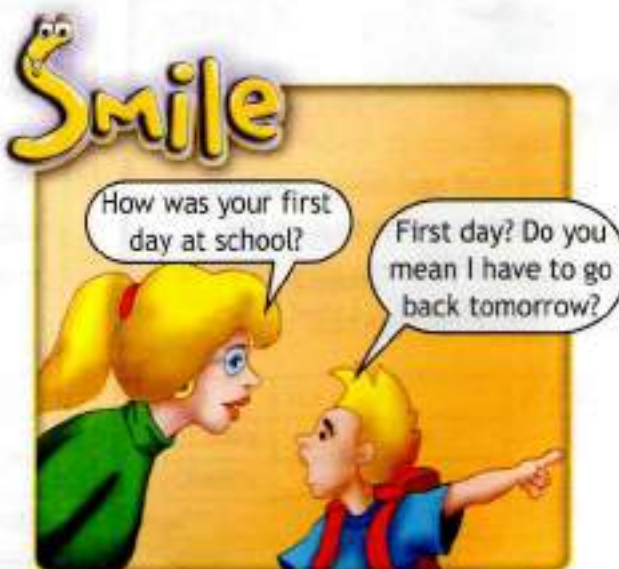 Smile
How was your first
day at school?
First day? Do you
mean I have to go
back tomorrow?